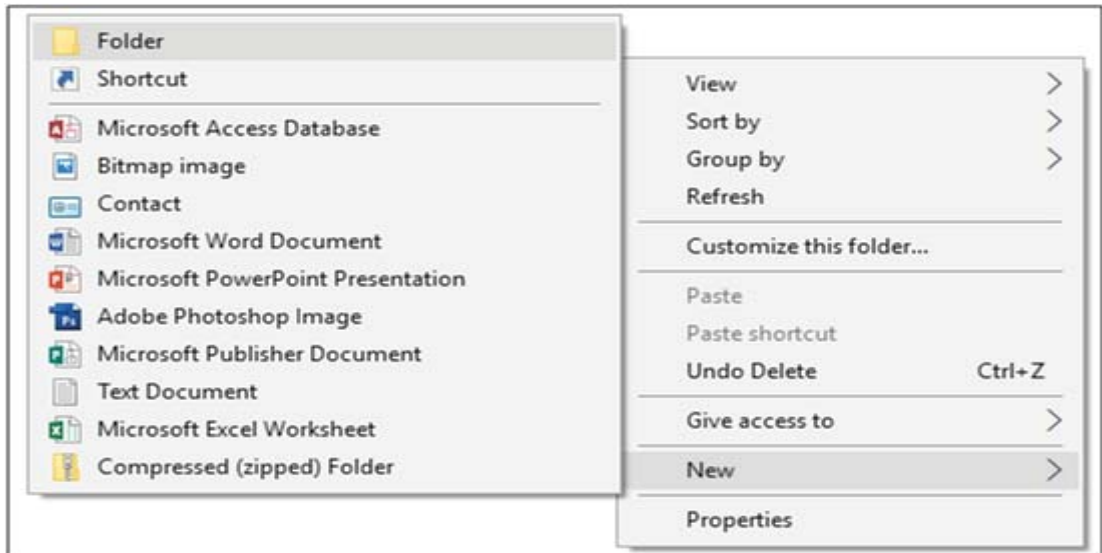 Folder
Shortcut
Microsoft Access Database
Bitmap image
Contact
Microsoft Word Document
Microsoft PowerPoint Presentation
Adobe Photoshop Image
Microsoft Publisher Document
Text Document
Microsoft Excel Worksheet
Compressed (zipped) Folder
View
Sort by
Group by
Refresh
Customize this folder...
Paste
Paste shortcut
Undo Delete Ctrl+Z
Give access to
New
Properties